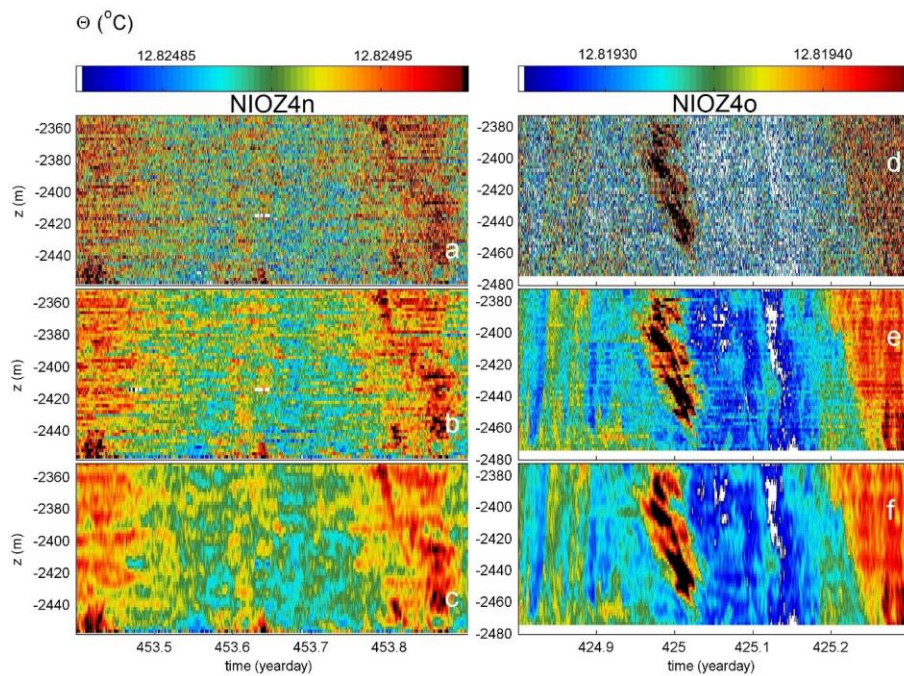 Θ (°C)
12.82485 12.82495 12.81930 12.81940
NIOZ4n NIOZ4o
-2360
-2380
-2400
-2420
-2440
z (m)
a
-2380
-2400
-2420
-2440
-2460
-2480
z (m)
d
-2360
-2380
-2400
-2420
-2440
z (m)
b
-2380
-2400
-2420
-2440
-2460
-2480
z (m)
e
-2360
-2380
-2400
-2420
-2440
z (m)
c
-2380
-2400
-2420
-2440
-2460
-2480
z (m)
f
453.5 453.6 453.7 453.8
time (yearday)
424.9 425 425.1 425.2
time (yearday)